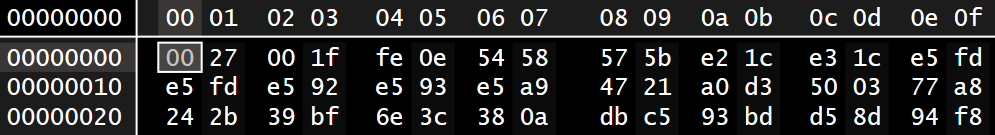 00000000 00 01 02 03 04 05 06 07 08 09 0a 0b 0c 0d 0e 0f
00000000 00 27 00 1f fe 0e 54 58 57 5b e2 1c e3 1c e5 fd
00000010 e5 fd e5 92 e5 93 e5 a9 47 21 a0 d3 50 03 77 a8
00000020 24 2b 39 bf 6e 3c 38 0a db c5 93 bd d5 8d 94 f8